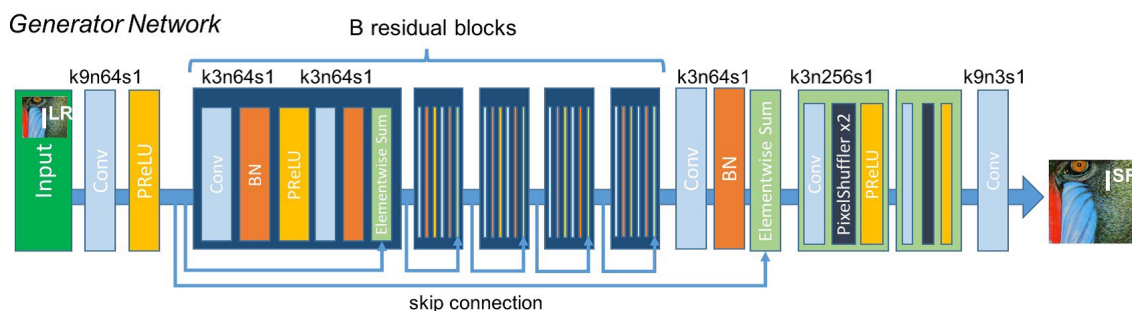 Generator Network
B residual blocks
k9n64s1
k3n64s1
k3n64s1
k3n64s1
k3n256s1
k9n3s1
I^LR
Input
Conv
PReLU
Conv
BN
PReLU
Elementwise Sum
Conv
BN
Elementwise Sum
Conv
PixelShuffler x2
PReLU
Conv
skip connection